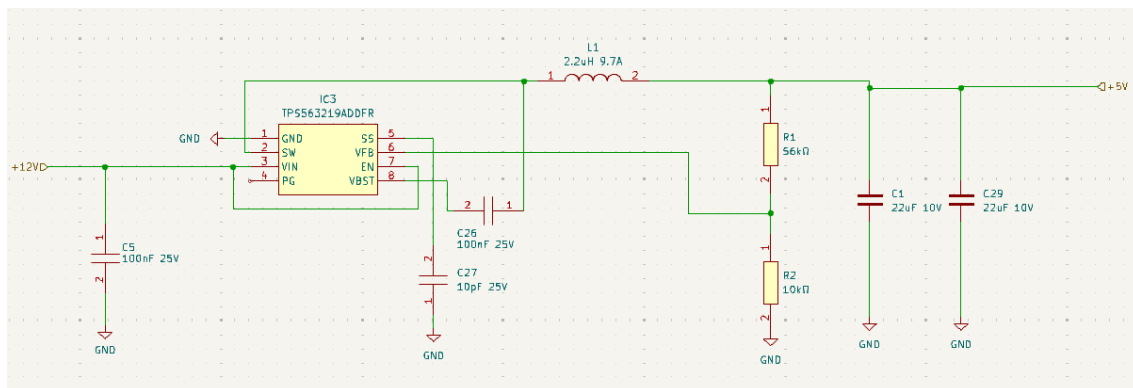 L1
2.2uH 9.7A
1 2
IC3
TPS563219ADDFR
GND 1 GND SS 5
2 SW VFB 6
+12V 3 VIN EN 7
4 PG VBST 8
1
R1
56kΩ
2
+5V
1
C5
100nF 25V
2
GND
2 1
C26
100nF 25V
2
C27
10pF 25V
1
GND
1
R2
10kΩ
2
GND
C1
22uF 10V
GND
C29
22uF 10V
GND